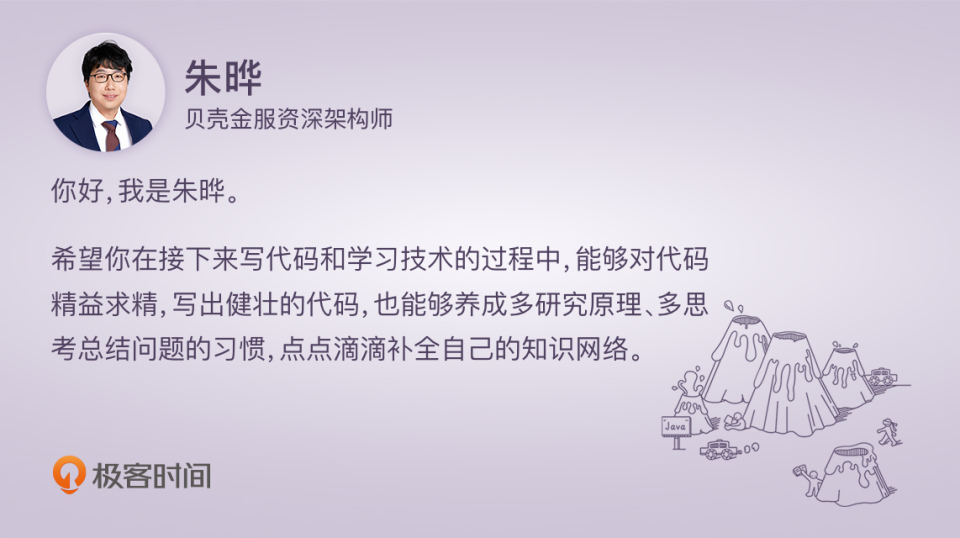 朱晔
贝壳金服资深架构师
你好，我是朱晔。
希望你在接下来写代码和学习技术的过程中，能够对代码
精益求精，写出健壮的代码，也能够养成多研究原理、多思
考总结问题的习惯，点点滴滴补全自己的知识网络。
Java
极客时间